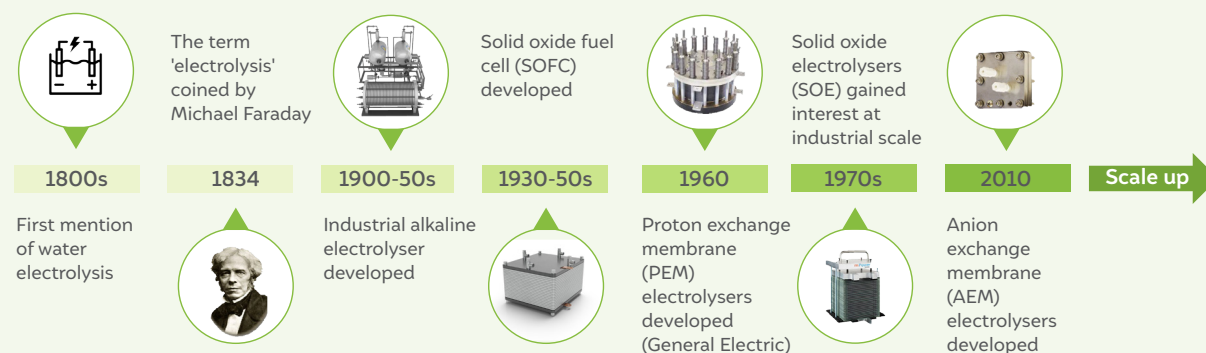 The term
'electrolysis'
coined by
Michael Faraday
Solid oxide fuel
cell (SOFC)
developed
Solid oxide
electrolysers
(SOE) gained
interest at
industrial scale
1800s
1834
1900-50s
1930-50s
1960
1970s
2010
Scale up
First mention
of water
electrolysis
Industrial alkaline
electrolyser
developed
Proton exchange
membrane
(PEM)
electrolysers
developed
(General Electric)
Anion
exchange
membrane
(AEM)
electrolysers
developed